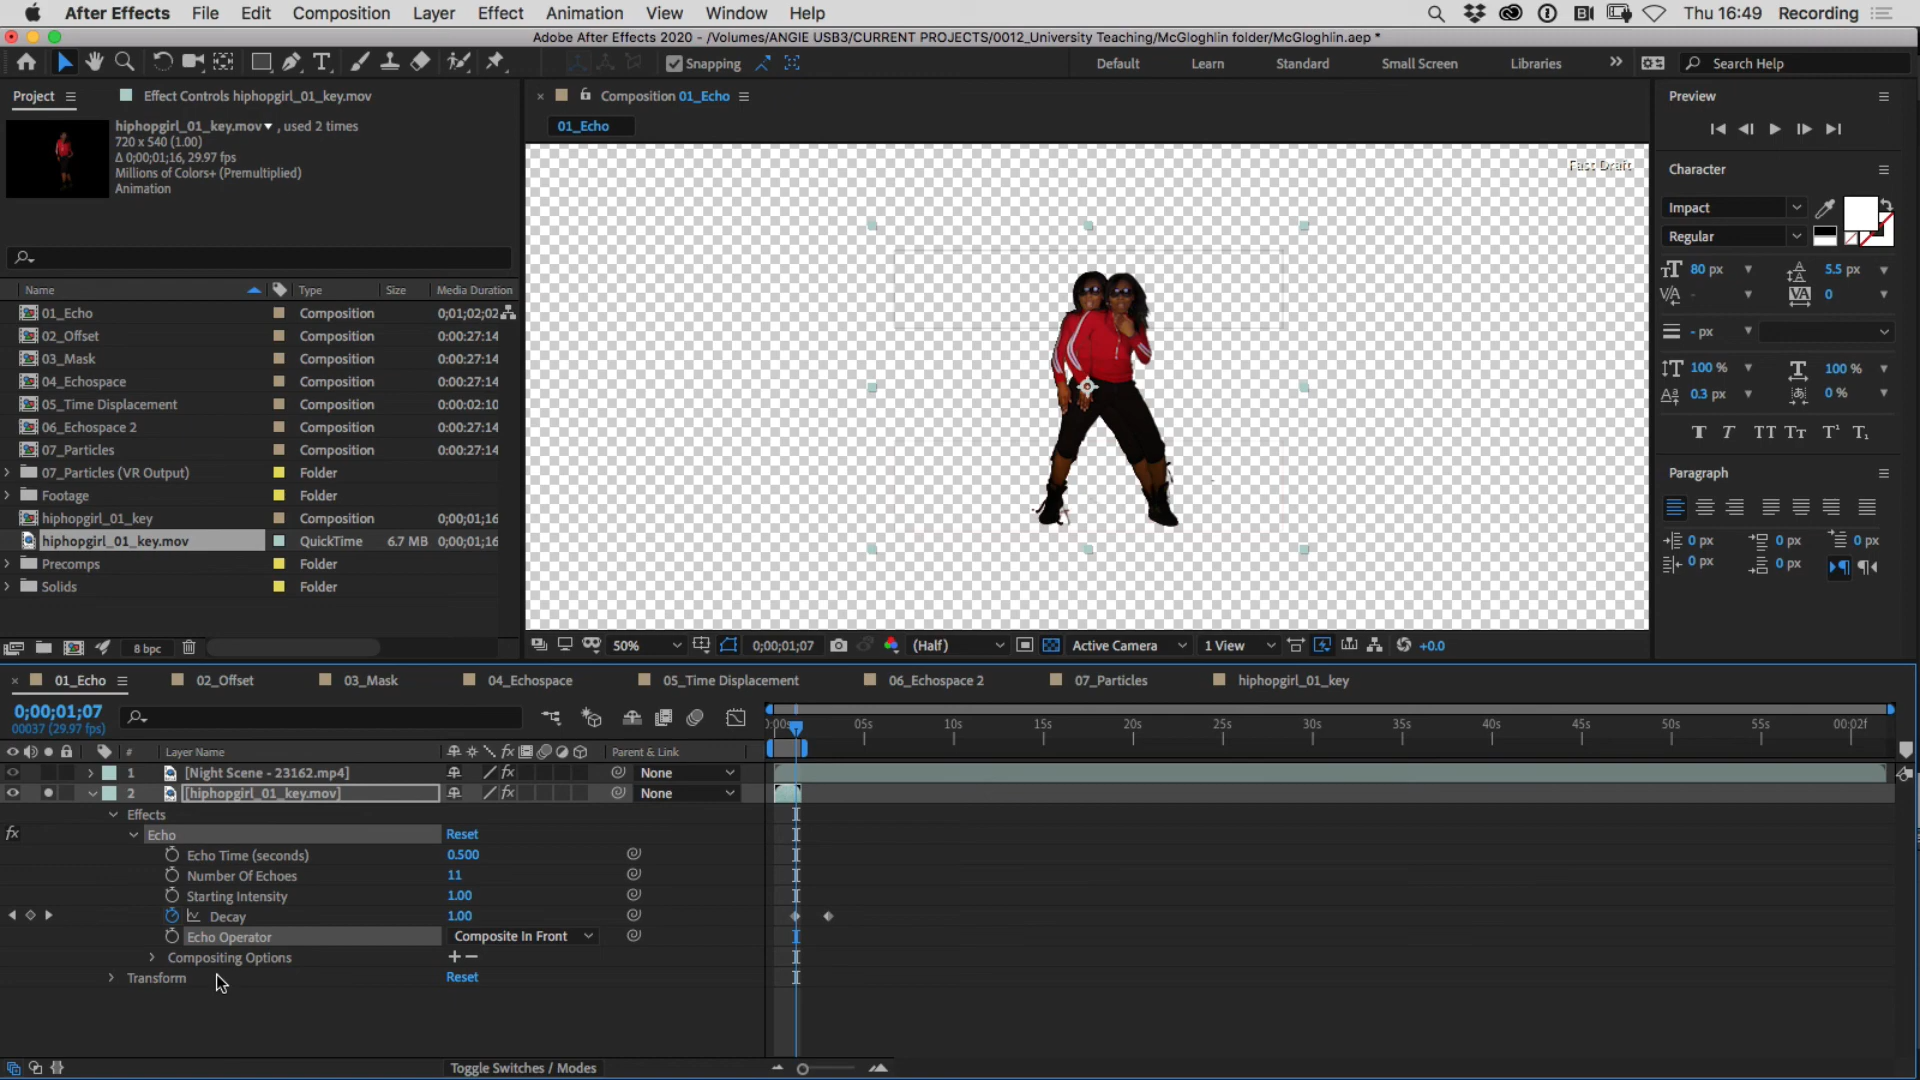 After Effects File Edit Composition Layer Effect Animation View Window Help Thu 16:49 Recording
Adobe After Effects 2020 - /Volumes/ANGIE USB3/CURRENT PROJECTS/0012_University Teaching/McGloghlin folder/McGloghlin.aep *
Snapping Default Learn Standard Small Screen Libraries Search Help
Project Effect Controls hiphopgirl_01_key.mov
hiphopgirl_01_key.mov , used 2 times
720 x 540 (1.00)
Δ 0;00;01;16, 29.97 fps
Millions of Colors+ (Premultiplied)
Animation
Name Type Size Media Duration
01_Echo Composition 0;01;02;02
02_Offset Composition 0:00:27:14
03_Mask Composition 0:00:27:14
04_Echospace Composition 0:00:27:14
05_Time Displacement Composition 0:00:02:10
06_Echospace 2 Composition 0:00:27:14
07_Particles Composition 0:00:27:14
07_Particles (VR Output) Folder
Footage Folder
hiphopgirl_01_key Composition 0;00;01;16
hiphopgirl_01_key.mov QuickTime 6.7 MB 0;00;01;16
Precomps Folder
Solids Folder
8 bpc
Composition 01_Echo
01_Echo
Fast Draft
50% 0;00;01;07 (Half) Active Camera 1 View +0.0
Preview
Character
Impact
Regular
80 px 5.5 px
- 0
- px
100 % 100 %
0.3 px 0 %
T T TT Tт T¹ T₁
Paragraph
0 px 0 px 0 px
0 px 0 px
01_Echo 02_Offset 03_Mask 04_Echospace 05_Time Displacement 06_Echospace 2 07_Particles hiphopgirl_01_key
0;00;01;07
00037 (29.97 fps)
05s 10s 15s 20s 25s 30s 35s 40s 45s 50s 55s 00:02f
# Layer Name fx Parent & Link
1 [Night Scene - 23162.mp4] fx None
2 [hiphopgirl_01_key.mov] fx None
Effects
fx Echo Reset
Echo Time (seconds) 0.500
Number Of Echoes 11
Starting Intensity 1.00
Decay 1.00
Echo Operator Composite In Front
Compositing Options + −
Transform Reset
Toggle Switches / Modes